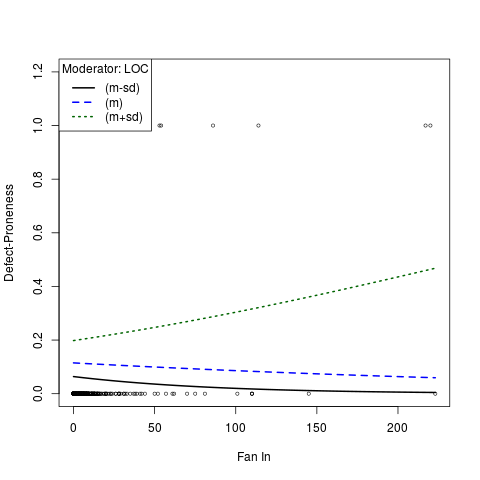 Moderator: LOC
(m-sd)
(m)
(m+sd)
Defect-Proneness
1.2
1.0
0.8
0.6
0.4
0.2
0.0
0 50 100 150 200
Fan In